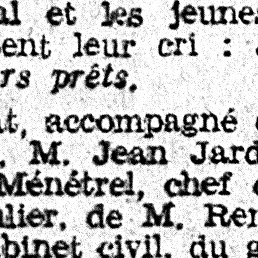 al et les jeunes
ent leur cri :
rs prêts.
t, accompagné
M. Jean Jard
Ménétrel, chef
lier, de M. Ren
binet civil, du g